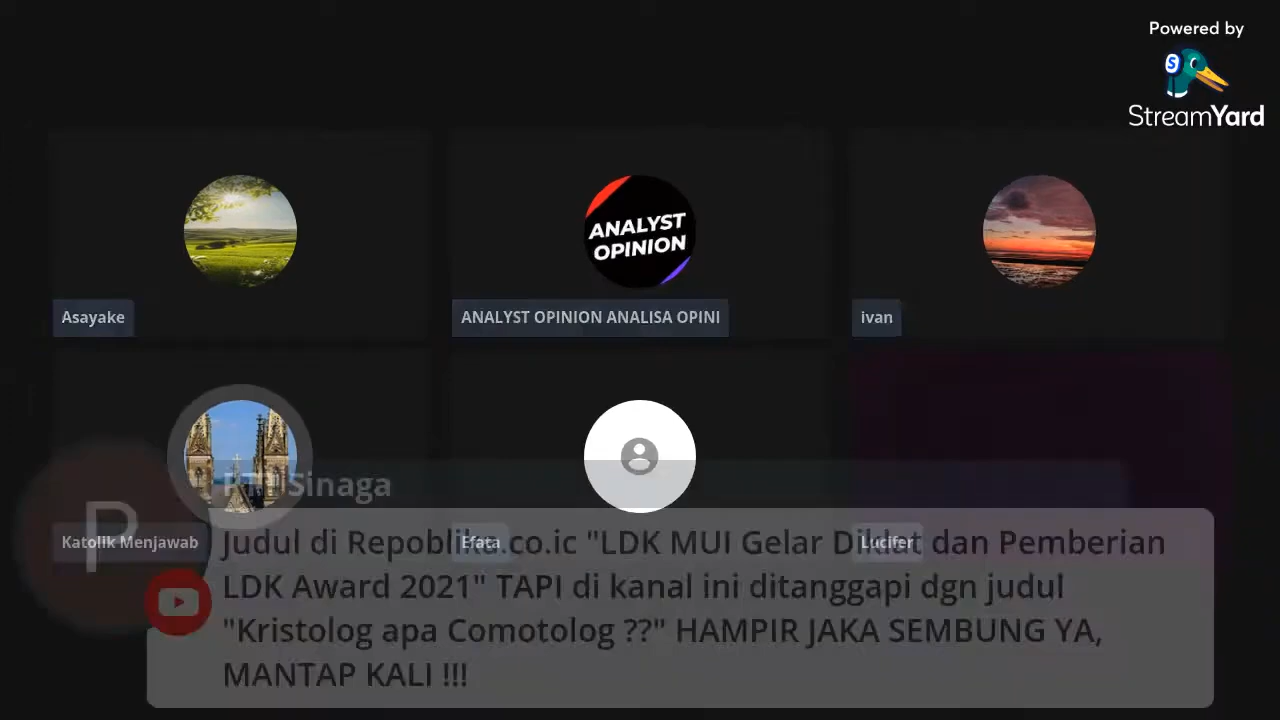 Powered by
S
StreamYard
ANALYST
OPINION
Asayake
ANALYST OPINION ANALISA OPINI
ivan
Sinaga
P
Katolik Menjawab
Efata
Lucifer
Judul di Repoblika.co.ic "LDK MUI Gelar Diklat dan Pemberian
LDK Award 2021" TAPI di kanal ini ditanggapi dgn judul
"Kristolog apa Comotolog ??" HAMPIR JAKA SEMBUNG YA,
MANTAP KALI !!!